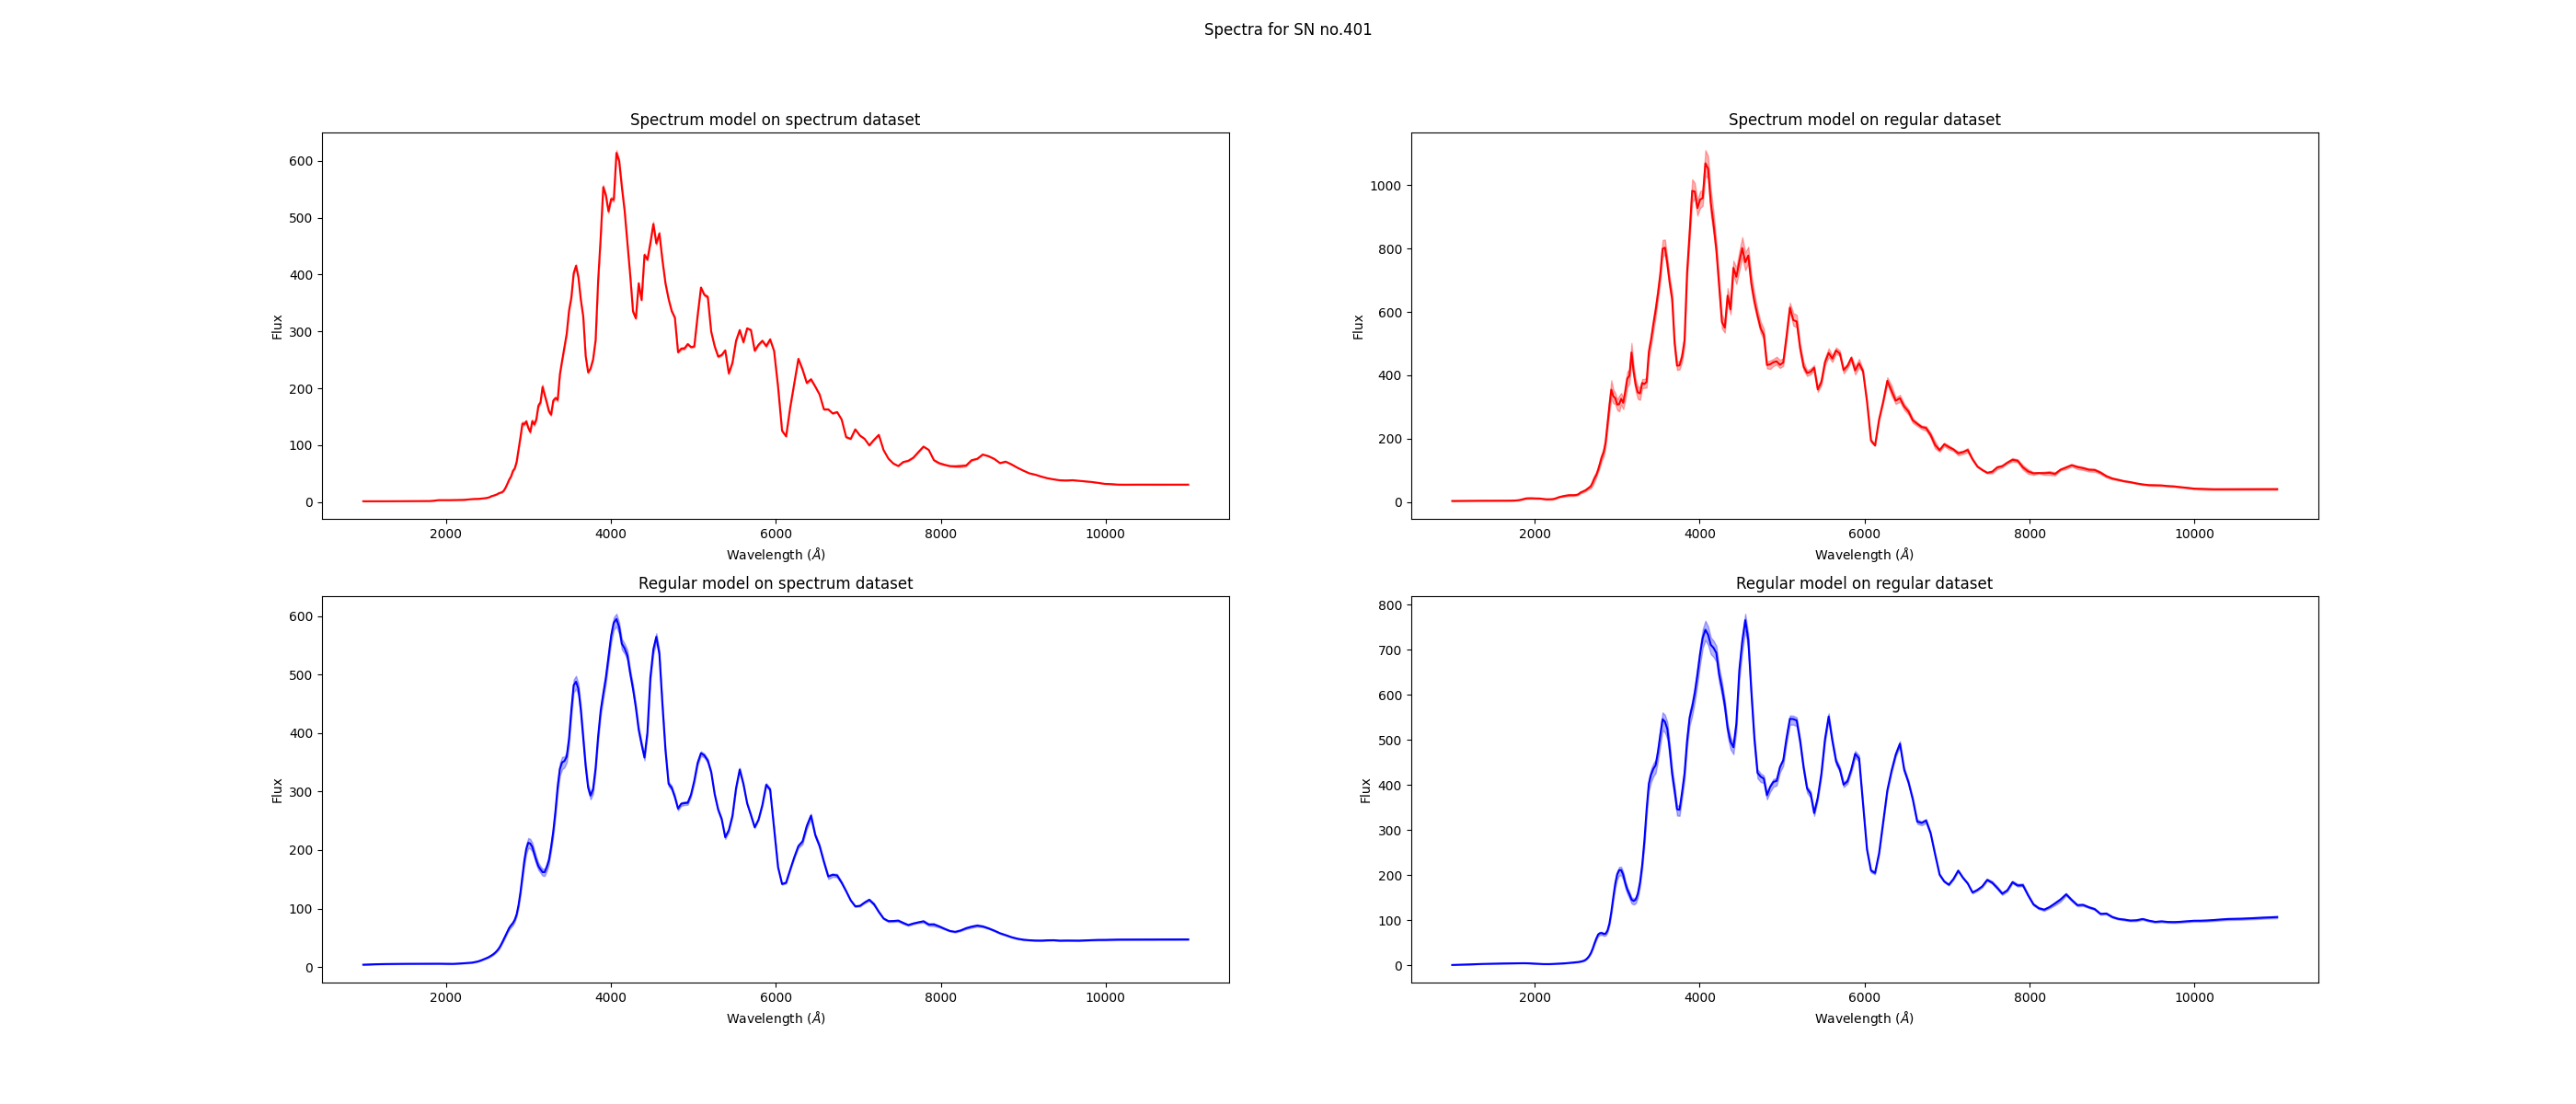 Spectra for SN no.401
Spectrum model on spectrum dataset
600
500
400
300
200
100
0
Flux
2000 4000 6000 8000 10000
Wavelength (Å)
Spectrum model on regular dataset
1000
800
600
400
200
0
Flux
2000 4000 6000 8000 10000
Wavelength (Å)
Regular model on spectrum dataset
600
500
400
300
200
100
0
Flux
2000 4000 6000 8000 10000
Wavelength (Å)
Regular model on regular dataset
800
700
600
500
400
300
200
100
0
Flux
2000 4000 6000 8000 10000
Wavelength (Å)